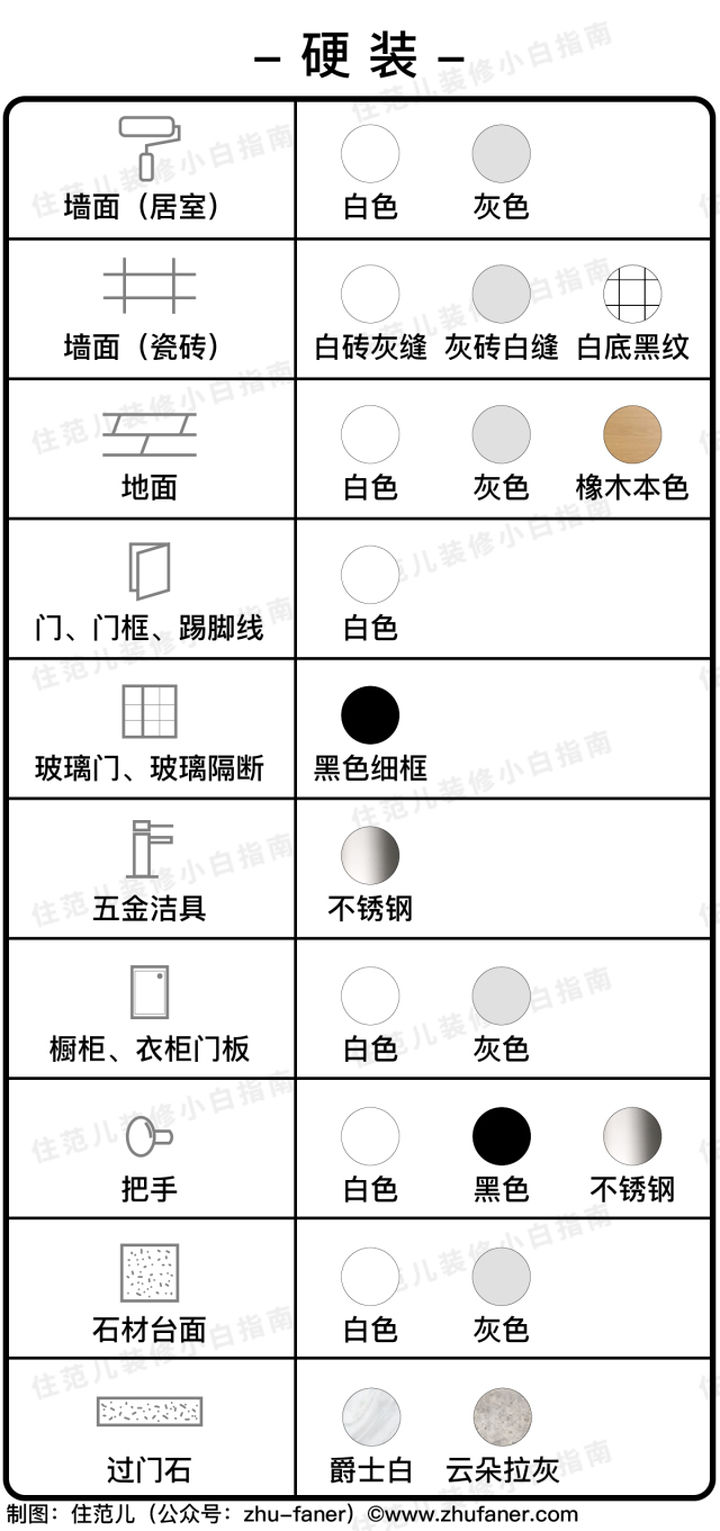 – 硬装 –
墙面（居室）
白色 灰色
墙面（瓷砖）
白砖灰缝 灰砖白缝 白底黑纹
地面
白色 灰色 橡木本色
门、门框、踢脚线
白色
玻璃门、玻璃隔断
黑色细框
五金洁具
不锈钢
橱柜、衣柜门板
白色 灰色
把手
白色 黑色 不锈钢
石材台面
白色 灰色
过门石
爵士白 云朵拉灰
制图：住范儿（公众号：zhu-faner）©www.zhufaner.com
住范儿装修小白指南